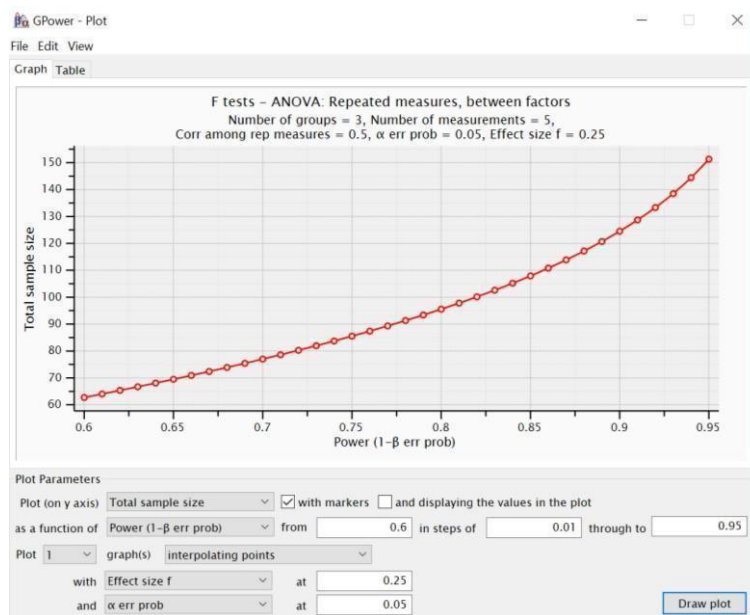 GPower - Plot
File Edit View
Graph Table
F tests – ANOVA: Repeated measures, between factors
Number of groups = 3, Number of measurements = 5,
Corr among rep measures = 0.5, α err prob = 0.05, Effect size f = 0.25
Total sample size
150
140
130
120
110
100
90
80
70
60
0.6 0.65 0.7 0.75 0.8 0.85 0.9 0.95
Power (1-β err prob)
Plot Parameters
Plot (on y axis) Total sample size with markers and displaying the values in the plot
as a function of Power (1-β err prob) from 0.6 in steps of 0.01 through to 0.95
Plot 1 graph(s) interpolating points
with Effect size f at 0.25
and α err prob at 0.05 Draw plot